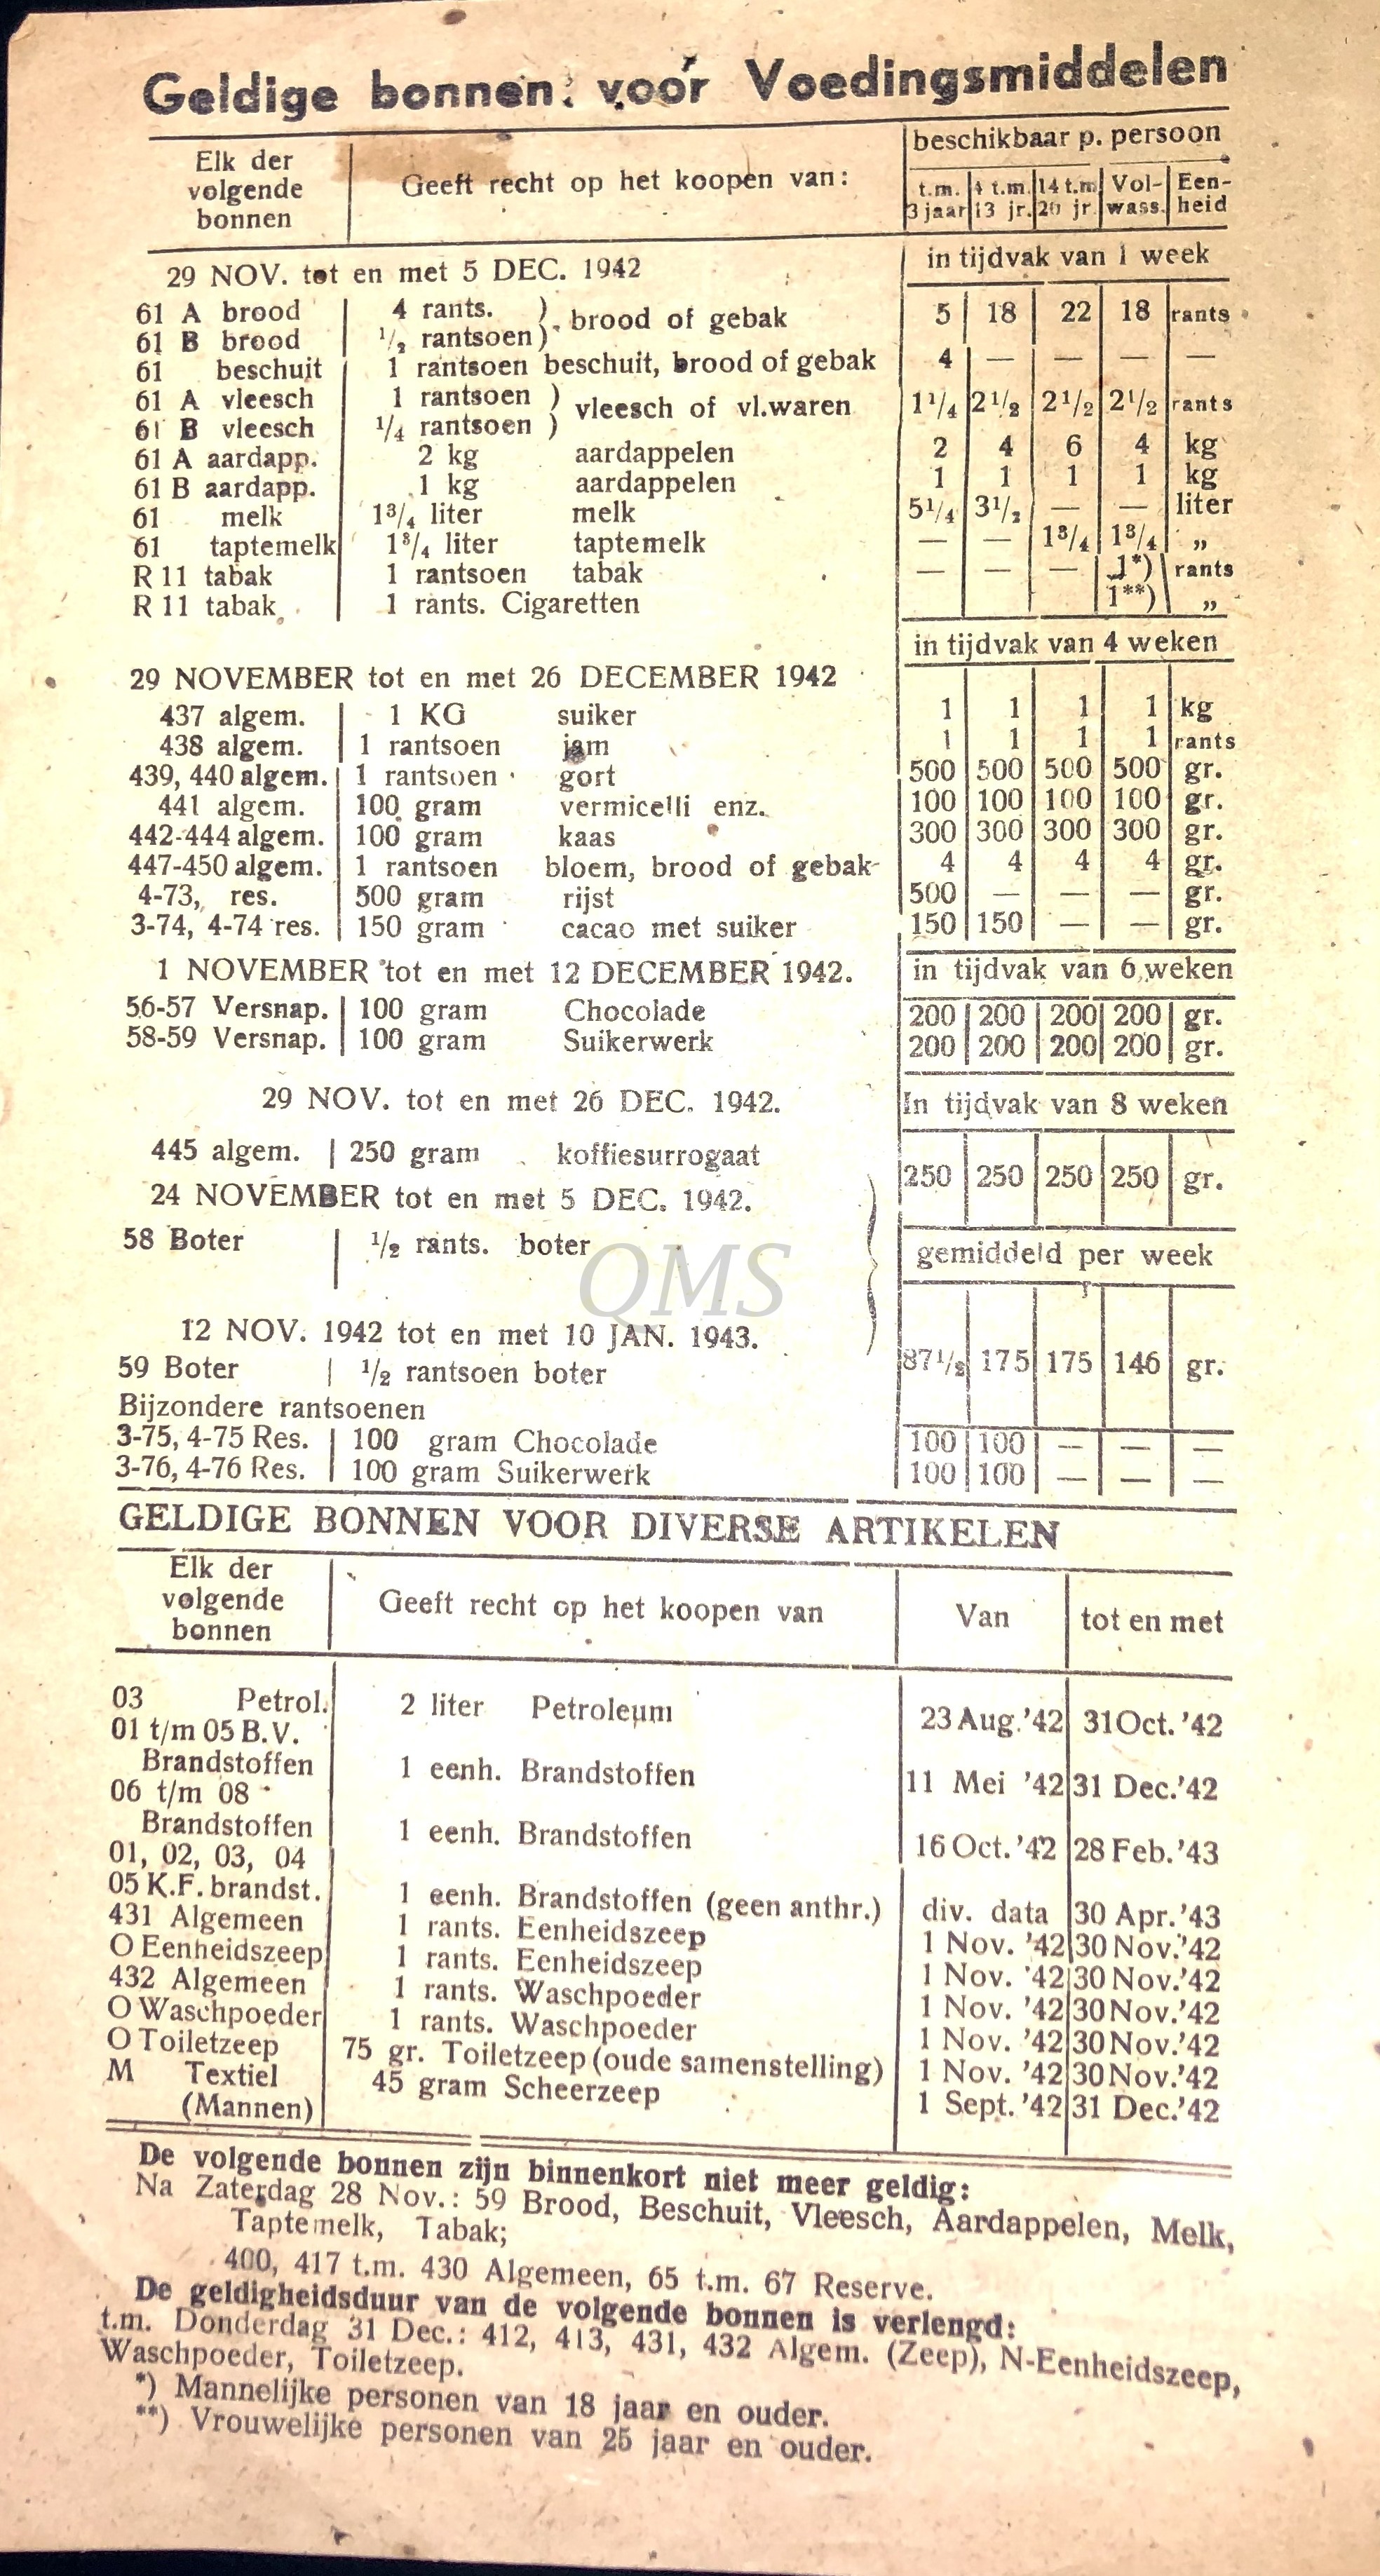 Geldige bonnen: voor Voedingsmiddelen
Elk der volgende bonnen | Geeft recht op het koopen van: | beschikbaar p. persoon
t.m. 3 jaar | 4 t.m. 13 jr. | 14 t.m. 20 jr. | Vol-wass. | Een-heid
29 NOV. tot en met 5 DEC. 1942 | in tijdvak van 1 week
61 A brood | 4 rants. ) brood of gebak | 5 | 18 | 22 | 18 | rants
61 B brood | ½ rantsoen )
61 beschuit | 1 rantsoen beschuit, brood of gebak | 4 | — | — | — | —
61 A vleesch | 1 rantsoen ) vleesch of vl.waren | 1¼ | 2½ | 2½ | 2½ | rants
61 B vleesch | ¼ rantsoen )
61 A aardapp. | 2 kg aardappelen | 2 | 4 | 6 | 4 | kg
61 B aardapp. | 1 kg aardappelen | 1 | 1 | 1 | 1 | kg
61 melk | 1¾ liter melk | 5¼ | 3½ | — | — | liter
61 taptemelk | 1¾ liter taptemelk | — | — | 1¾ | 1¾ | „
R 11 tabak | 1 rantsoen tabak | — | — | — | 1*) | rants
R 11 tabak | 1 rants. Cigaretten | 1**) | „
in tijdvak van 4 weken
29 NOVEMBER tot en met 26 DECEMBER 1942
437 algem. | 1 KG suiker | 1 | 1 | 1 | 1 | kg
438 algem. | 1 rantsoen jam | 1 | 1 | 1 | 1 | rants
439, 440 algem. | 1 rantsoen gort | 500 | 500 | 500 | 500 | gr.
441 algem. | 100 gram vermicelli enz. | 100 | 100 | 100 | 100 | gr.
442-444 algem. | 100 gram kaas | 300 | 300 | 300 | 300 | gr.
447-450 algem. | 1 rantsoen bloem, brood of gebak | 4 | 4 | 4 | 4 | gr.
4-73, res. | 500 gram rijst | 500 | — | — | — | gr.
3-74, 4-74 res. | 150 gram cacao met suiker | 150 | 150 | — | — | gr.
1 NOVEMBER tot en met 12 DECEMBER 1942. | in tijdvak van 6 weken
56-57 Versnap. | 100 gram Chocolade | 200 | 200 | 200 | 200 | gr.
58-59 Versnap. | 100 gram Suikerwerk | 200 | 200 | 200 | 200 | gr.
29 NOV. tot en met 26 DEC. 1942. | In tijdvak van 8 weken
445 algem. | 250 gram koffiesurrogaat | 250 | 250 | 250 | 250 | gr.
24 NOVEMBER tot en met 5 DEC. 1942.
58 Boter | ½ rants. boter | gemiddeld per week
QMS
12 NOV. 1942 tot en met 10 JAN. 1943.
59 Boter | ½ rantsoen boter | 87½ | 175 | 175 | 146 | gr.
Bijzondere rantsoenen
3-75, 4-75 Res. | 100 gram Chocolade | 100 | 100 | — | — | —
3-76, 4-76 Res. | 100 gram Suikerwerk | 100 | 100 | — | — | —
GELDIGE BONNEN VOOR DIVERSE ARTIKELEN
Elk der volgende bonnen | Geeft recht op het koopen van | Van | tot en met
03 Petrol. | 2 liter Petroleum | 23 Aug.'42 | 31 Oct. '42
01 t/m 05 B.V.
Brandstoffen | 1 eenh. Brandstoffen | 11 Mei '42 | 31 Dec.'42
06 t/m 08
Brandstoffen | 1 eenh. Brandstoffen | 16 Oct. '42 | 28 Feb.'43
01, 02, 03, 04
05 K.F. brandst. | 1 eenh. Brandstoffen (geen anthr.) | div. data | 30 Apr.'43
431 Algemeen | 1 rants. Eenheidszeep | 1 Nov. '42 | 30 Nov.'42
O Eenheidszeep | 1 rants. Eenheidszeep | 1 Nov. '42 | 30 Nov.'42
432 Algemeen | 1 rants. Waschpoeder | 1 Nov. '42 | 30 Nov.'42
O Waschpoeder | 1 rants. Waschpoeder | 1 Nov. '42 | 30 Nov.'42
O Toiletzeep | 75 gr. Toiletzeep (oude samenstelling) | 1 Nov. '42 | 30 Nov.'42
M Textiel (Mannen) | 45 gram Scheerzeep | 1 Sept. '42 | 31 Dec.'42
De volgende bonnen zijn binnenkort niet meer geldig:
Na Zaterdag 28 Nov.: 59 Brood, Beschuit, Vleesch, Aardappelen, Melk,
Taptemelk, Tabak;
400, 417 t.m. 430 Algemeen, 65 t.m. 67 Reserve.
De geldigheidsduur van de volgende bonnen is verlengd:
t.m. Donderdag 31 Dec.: 412, 413, 431, 432 Algem. (Zeep), N-Eenheidszeep,
Waschpoeder, Toiletzeep.
*) Mannelijke personen van 18 jaar en ouder.
**) Vrouwelijke personen van 25 jaar en ouder.